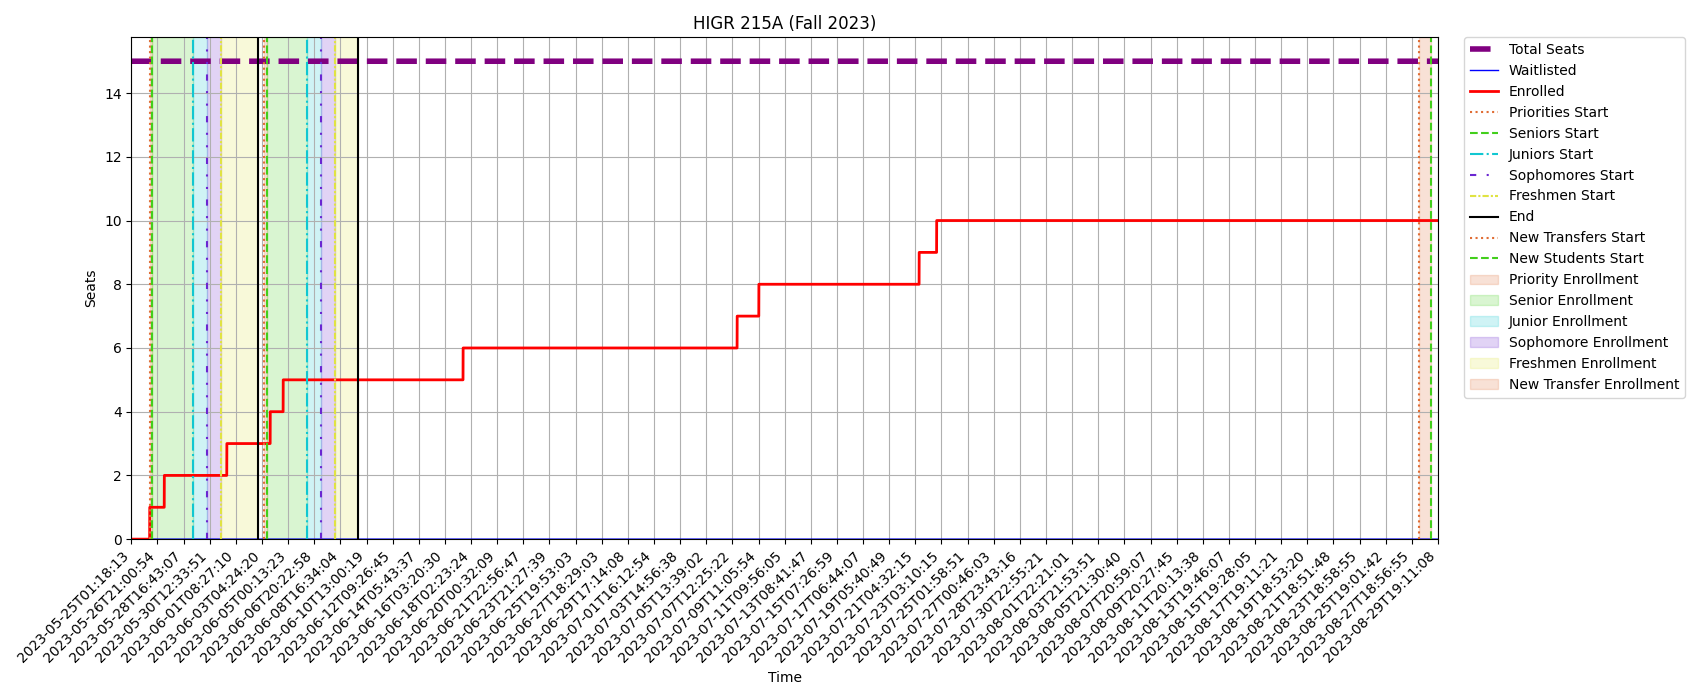 HIGR 215A (Fall 2023)
Seats
0
2
4
6
8
10
12
14
2023-05-25T01:18:13
2023-05-26T21:00:54
2023-05-28T16:43:07
2023-05-30T12:33:51
2023-06-01T08:27:10
2023-06-03T04:24:20
2023-06-05T00:13:23
2023-06-06T20:22:58
2023-06-08T16:34:04
2023-06-10T13:00:19
2023-06-12T09:26:45
2023-06-14T05:43:37
2023-06-16T03:20:30
2023-06-18T02:23:24
2023-06-20T00:32:09
2023-06-21T22:56:47
2023-06-23T21:27:39
2023-06-25T19:53:03
2023-06-27T18:29:03
2023-06-29T17:14:08
2023-07-01T16:12:54
2023-07-03T14:56:38
2023-07-05T13:39:02
2023-07-07T12:25:22
2023-07-09T11:05:54
2023-07-11T09:56:05
2023-07-13T08:41:47
2023-07-15T07:26:59
2023-07-17T06:44:07
2023-07-19T05:40:49
2023-07-21T04:32:15
2023-07-23T03:10:15
2023-07-25T01:58:51
2023-07-27T00:46:03
2023-07-28T23:43:16
2023-07-30T22:55:21
2023-08-01T22:21:01
2023-08-03T21:53:51
2023-08-05T21:30:40
2023-08-07T20:59:07
2023-08-09T20:27:45
2023-08-11T20:13:38
2023-08-13T19:46:07
2023-08-15T19:28:05
2023-08-17T19:11:21
2023-08-19T18:53:20
2023-08-21T18:51:48
2023-08-23T18:58:55
2023-08-25T19:01:42
2023-08-27T18:56:55
2023-08-29T19:11:08
Time
Total Seats
Waitlisted
Enrolled
Priorities Start
Seniors Start
Juniors Start
Sophomores Start
Freshmen Start
End
New Transfers Start
New Students Start
Priority Enrollment
Senior Enrollment
Junior Enrollment
Sophomore Enrollment
Freshmen Enrollment
New Transfer Enrollment